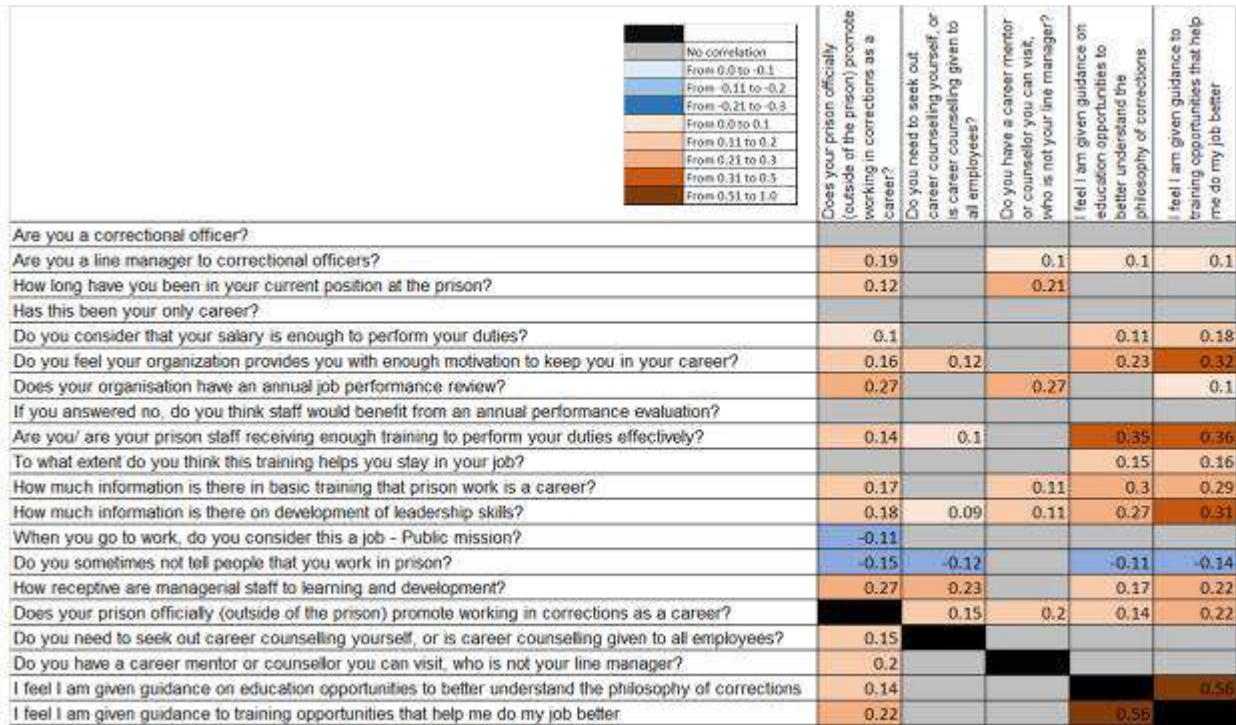 No correlation
From 0.0 to -0.1
From -0.11 to -0.2
From -0.21 to -0.3
From 0.0 to 0.1
From 0.11 to 0.2
From 0.21 to 0.3
From 0.31 to 0.5
From 0.51 to 1.0
Does your prison officially
(outside of the prison) promote
working in corrections as a
career?
Do you need to seek out
career counseling yourself, or
is career counseling given to
all employees?
Do you have a career mentor
or counsellor you can visit,
who is not your line manager?
I feel I am given guidance on
education opportunities to
better understand the
philosophy of corrections
I feel I am given guidance to
training opportunities that help
me do my job better
Are you a correctional officer?
Are you a line manager to correctional officers? 0.19 0.1 0.1 0.1
How long have you been in your current position at the prison? 0.12 0.21
Has this been your only career?
Do you consider that your salary is enough to perform your duties? 0.1 0.11 0.18
Do you feel your organization provides you with enough motivation to keep you in your career? 0.16 0.12 0.23 0.32
Does your organisation have an annual job performance review? 0.27 0.27 0.1
If you answered no, do you think staff would benefit from an annual performance evaluation?
Are you/ are your prison staff receiving enough training to perform your duties effectively? 0.14 0.1 0.35 0.36
To what extent do you think this training helps you stay in your job? 0.15 0.16
How much information is there in basic training that prison work is a career? 0.17 0.11 0.3 0.29
How much information is there on development of leadership skills? 0.18 0.09 0.11 0.27 0.31
When you go to work, do you consider this a job - Public mission? -0.11
Do you sometimes not tell people that you work in prison? -0.15 -0.12 -0.11 -0.14
How receptive are managerial staff to learning and development? 0.27 0.23 0.17 0.22
Does your prison officially (outside of the prison) promote working in corrections as a career? 0.15 0.2 0.14 0.22
Do you need to seek out career counselling yourself, or is career counselling given to all employees? 0.15
Do you have a career mentor or counsellor you can visit, who is not your line manager? 0.2
I feel I am given guidance on education opportunities to better understand the philosophy of corrections 0.14 0.56
I feel I am given guidance to training opportunities that help me do my job better 0.22 0.56